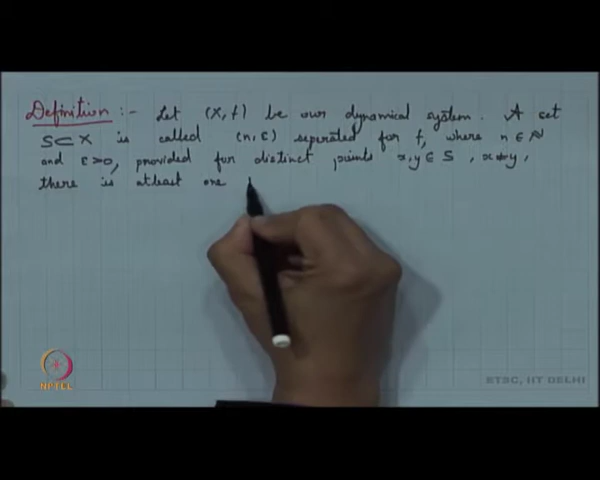 Definition :- Let (X, f) be our dynamical system. A set
S ⊂ X is called (n, ε) seperated for f, where n ∈ ℕ
and ε>0, provided for distinct points x, y ∈ S , x ≠ y,
there is atleast one
NPTEL
ETSC, IIT DELHI